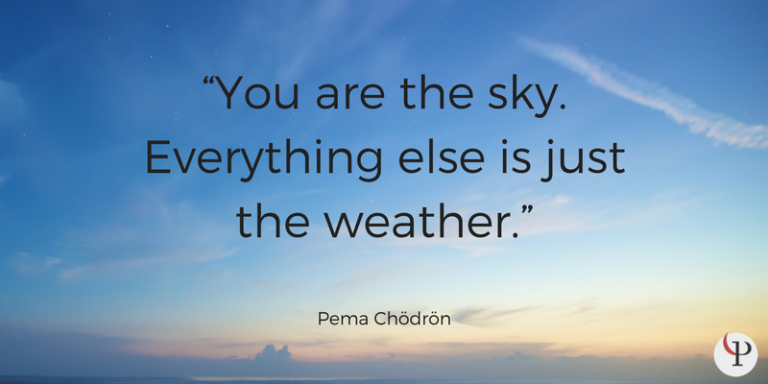 “You are the sky.
Everything else is just
the weather.”
Pema Chödrön
P